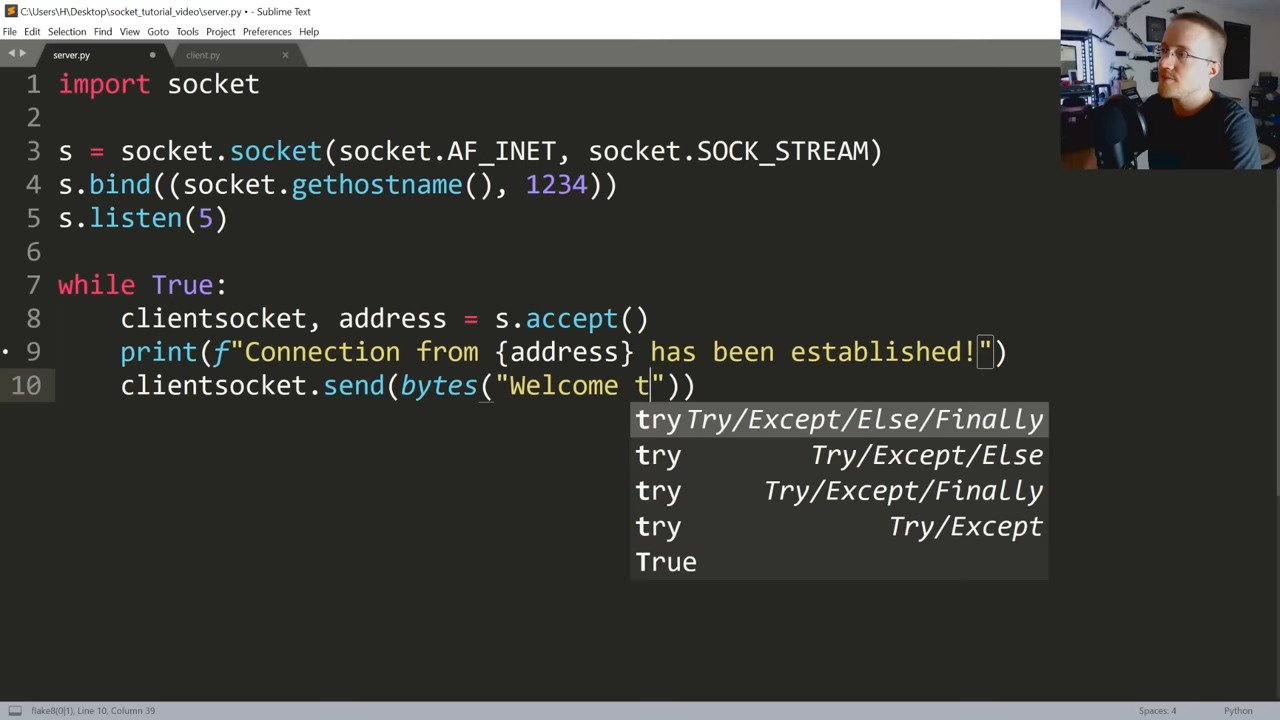 C:\Users\H\Desktop\socket_tutorial_video\server.py • - Sublime Text
File Edit Selection Find View Goto Tools Project Preferences Help
server.py client.py
1 import socket
2
3 s = socket.socket(socket.AF_INET, socket.SOCK_STREAM)
4 s.bind((socket.gethostname(), 1234))
5 s.listen(5)
6
7 while True:
8 clientsocket, address = s.accept()
9 print(f"Connection from {address} has been established!")
10 clientsocket.send(bytes("Welcome t"))
try Try/Except/Else/Finally
try Try/Except/Else
try Try/Except/Finally
try Try/Except
True
flake8(0|1), Line 10, Column 39 Spaces: 4 Python